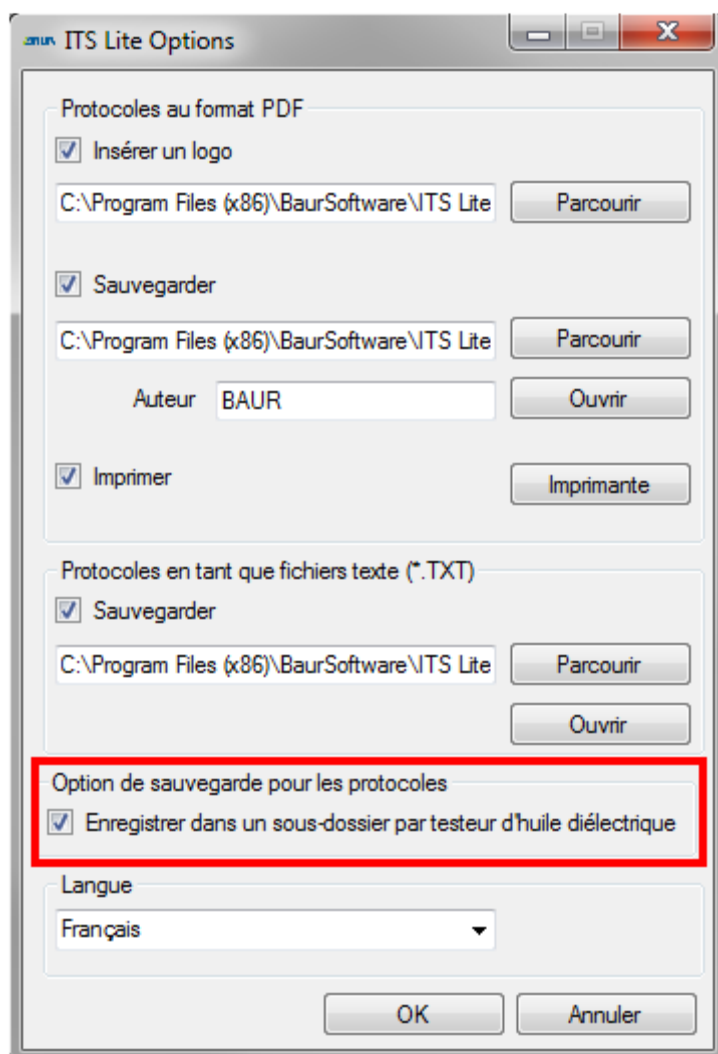 BAUR ITS Lite Options
Protocoles au format PDF
Insérer un logo
C:\Program Files (x86)\BaurSoftware\ITS Lite Parcourir
Sauvegarder
C:\Program Files (x86)\BaurSoftware\ITS Lite Parcourir
Auteur BAUR Ouvrir
Imprimer Imprimante
Protocoles en tant que fichiers texte (*.TXT)
Sauvegarder
C:\Program Files (x86)\BaurSoftware\ITS Lite Parcourir
Ouvrir
Option de sauvegarde pour les protocoles
Enregistrer dans un sous-dossier par testeur d'huile diélectrique
Langue
Français
OK Annuler